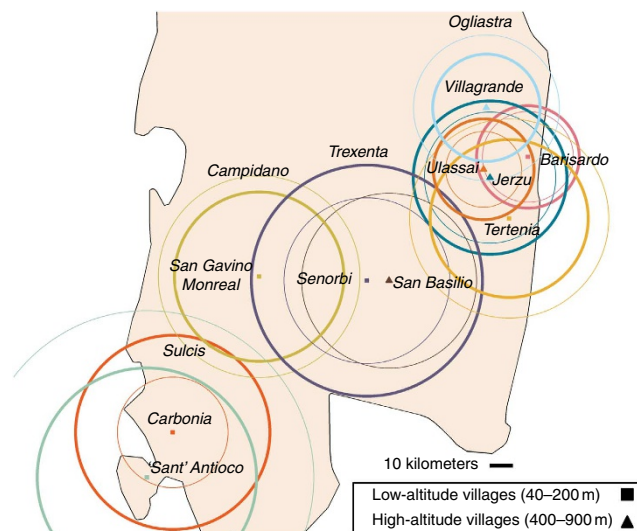 Ogliastra
Villagrande
Trexenta
Ulassai
Barisardo
Jerzu
Campidano
Tertenia
San Gavino
Monreal
Senorbi
San Basilio
Sulcis
Carbonia
Sant' Antioco
10 kilometers
Low-altitude villages (40–200 m)
High-altitude villages (400–900 m)